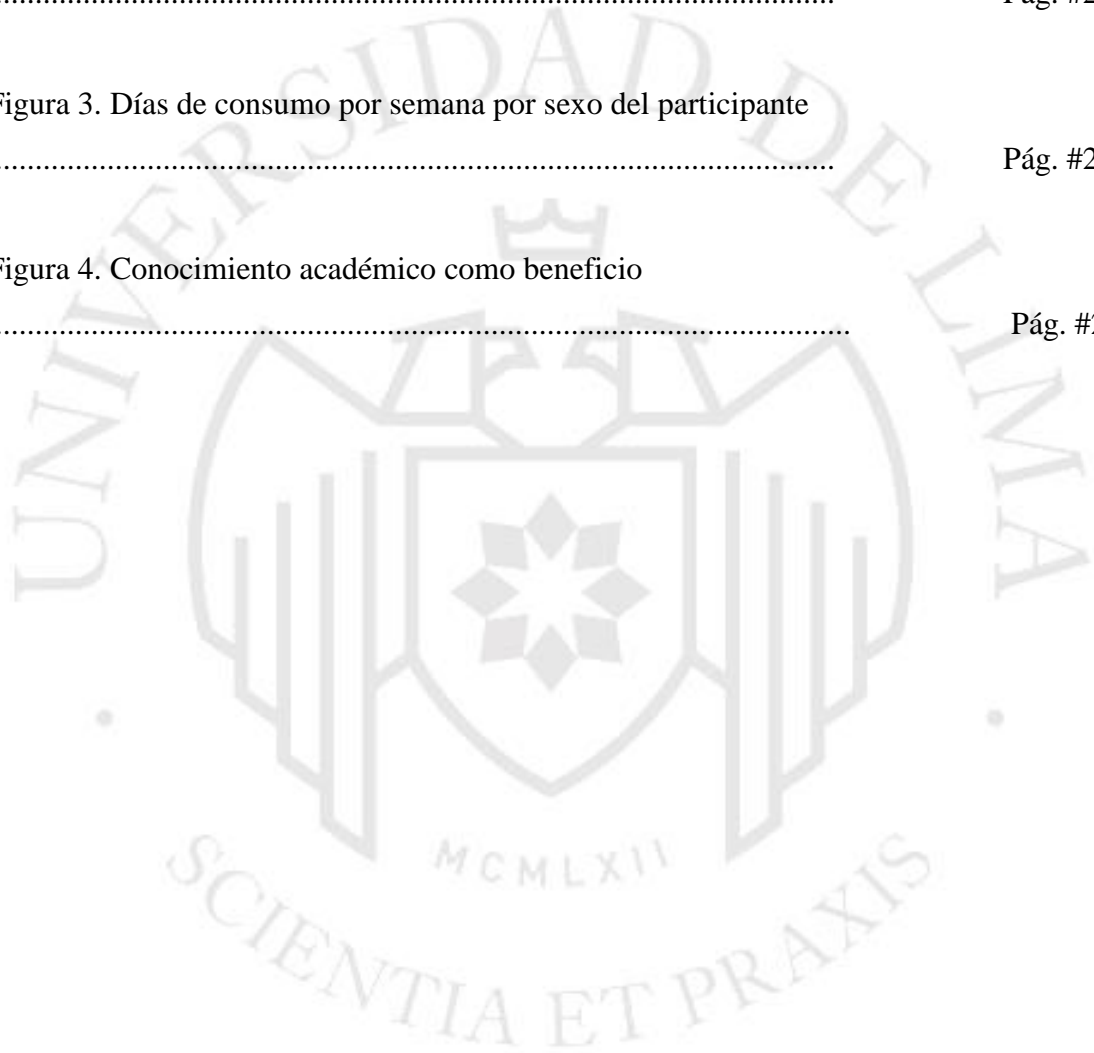 ....................................................................................................... Pág. #2
Figura 3. Días de consumo por semana por sexo del participante
....................................................................................................... Pág. #2
Figura 4. Conocimiento académico como beneficio
......................................................................................................... Pág. #2
UNIVERSIDAD DE LIMA
MCMLXII
SCIENTIA ET PRAXIS